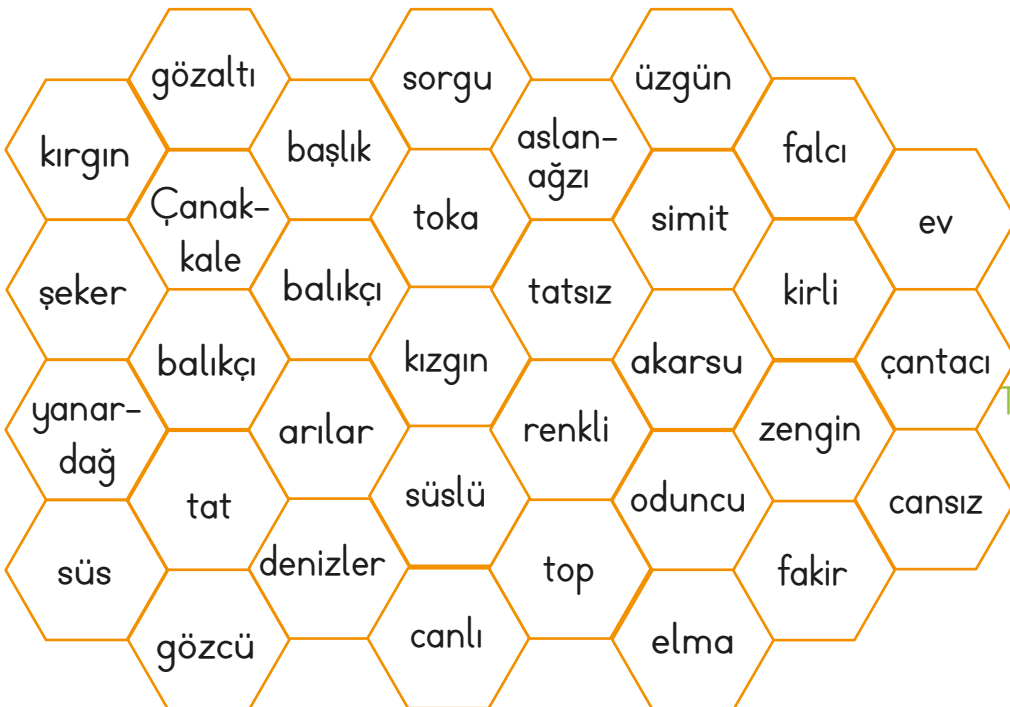 gözaltı
sorgu
üzgün
kırgın
başlık
aslan-
ağzı
falcı
Çanak-
kale
toka
simit
ev
şeker
balıkçı
tatsız
kirli
balıkçı
kızgın
akarsu
çantacı
yanar-
dağ
arılar
renkli
zengin
tat
süslü
oduncu
cansız
süs
denizler
top
fakir
gözcü
canlı
elma